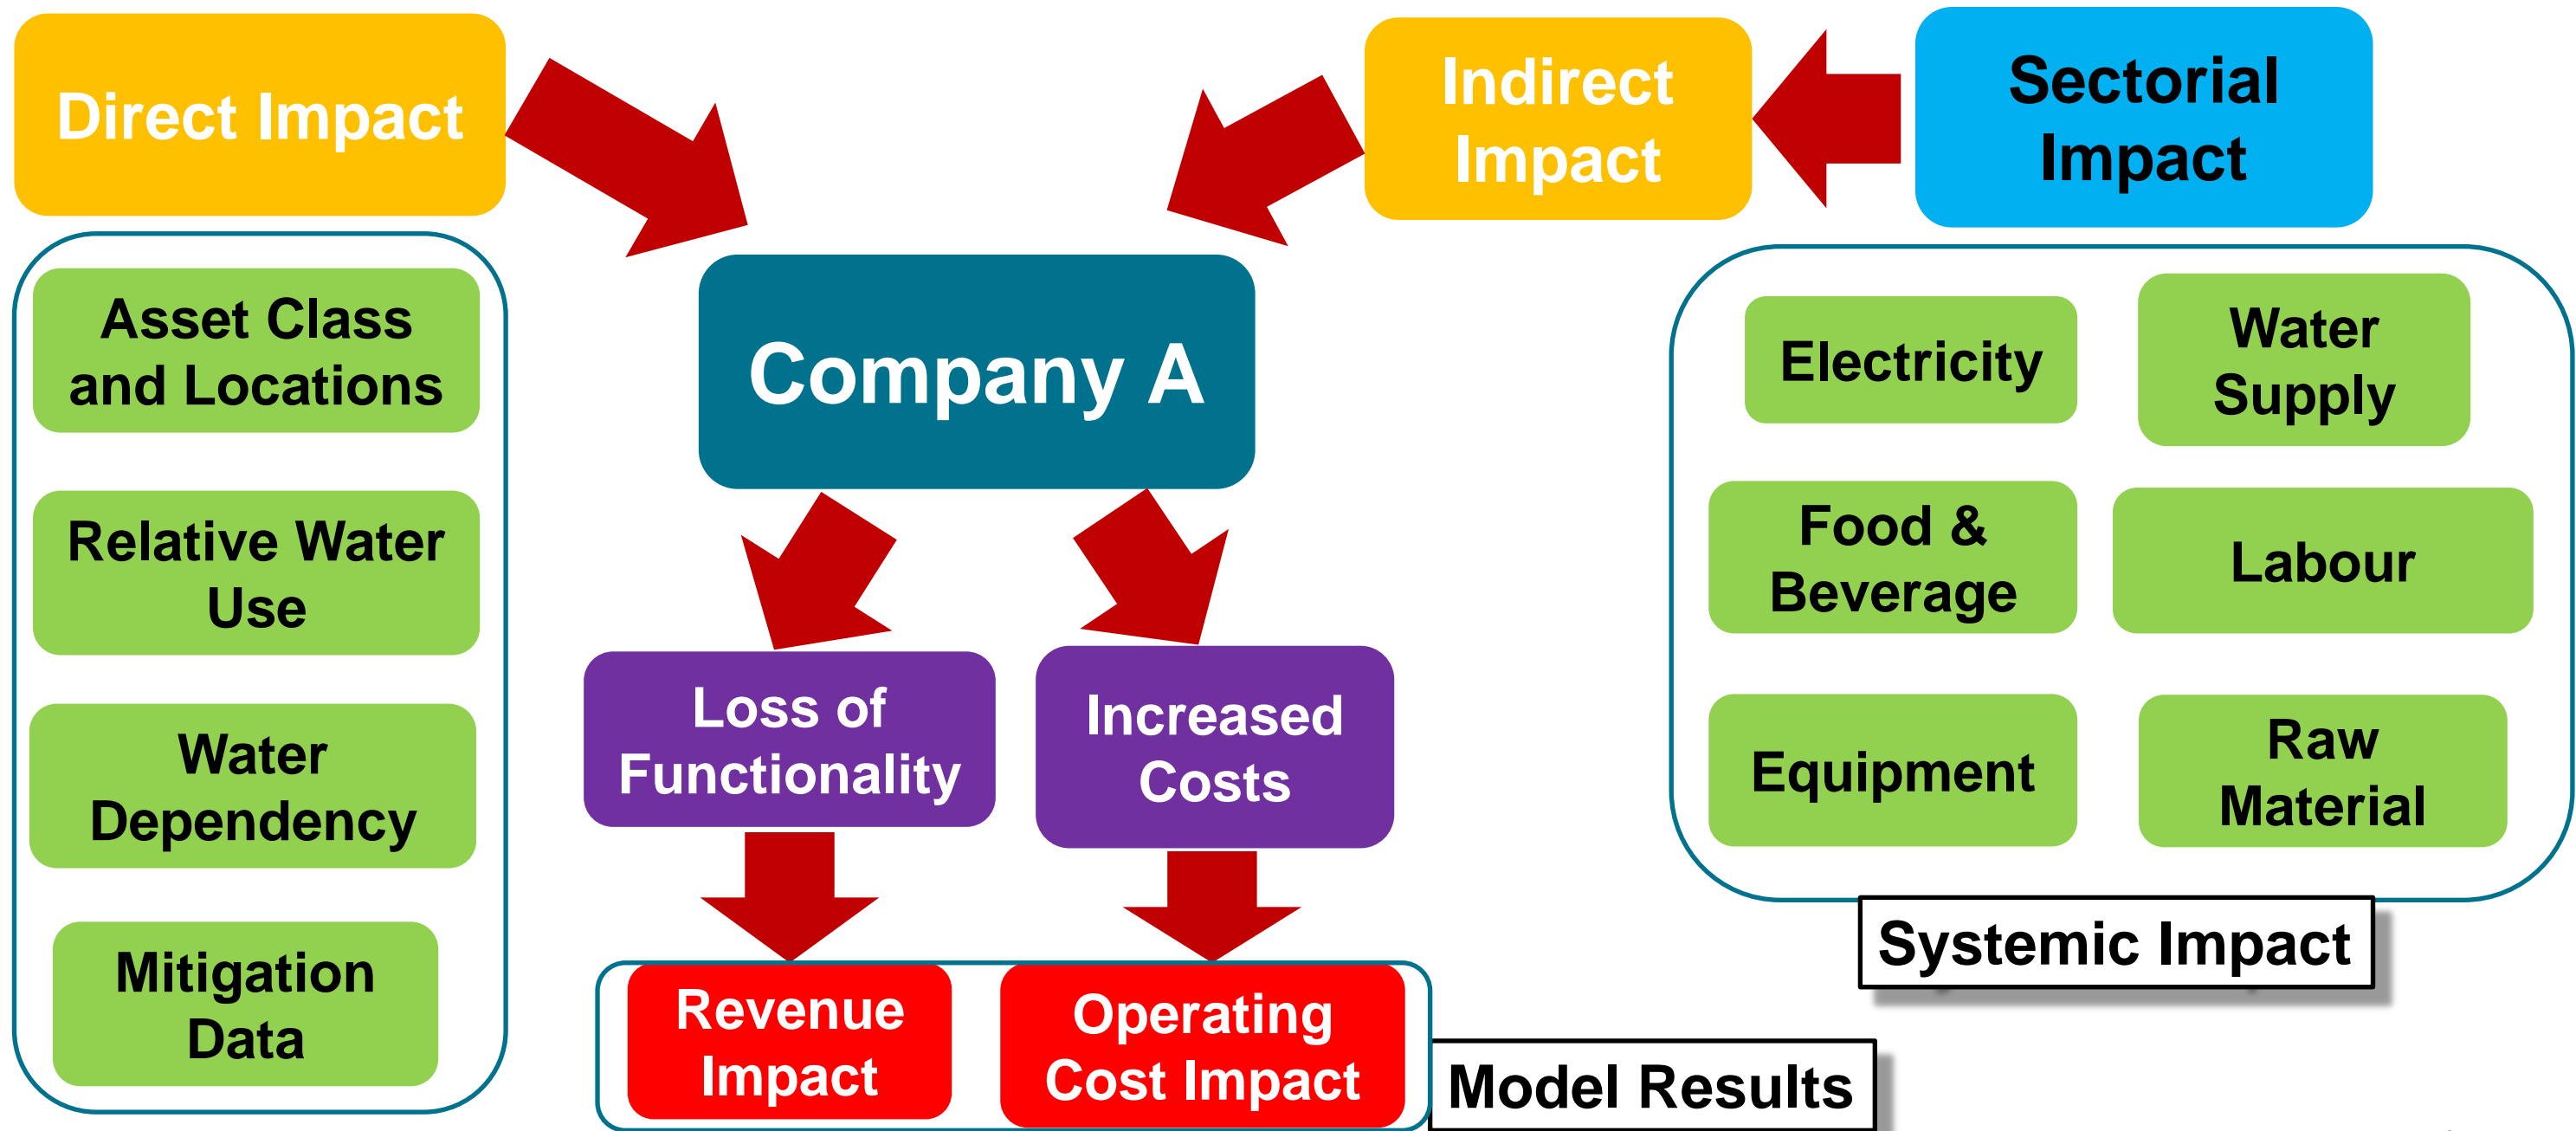 Direct Impact
Indirect
Impact
Sectorial
Impact
Asset Class
and Locations
Relative Water
Use
Water
Dependency
Mitigation
Data
Company A
Loss of
Functionality
Increased
Costs
Revenue
Impact
Operating
Cost Impact
Model Results
Electricity
Water
Supply
Food &
Beverage
Labour
Equipment
Raw
Material
Systemic Impact